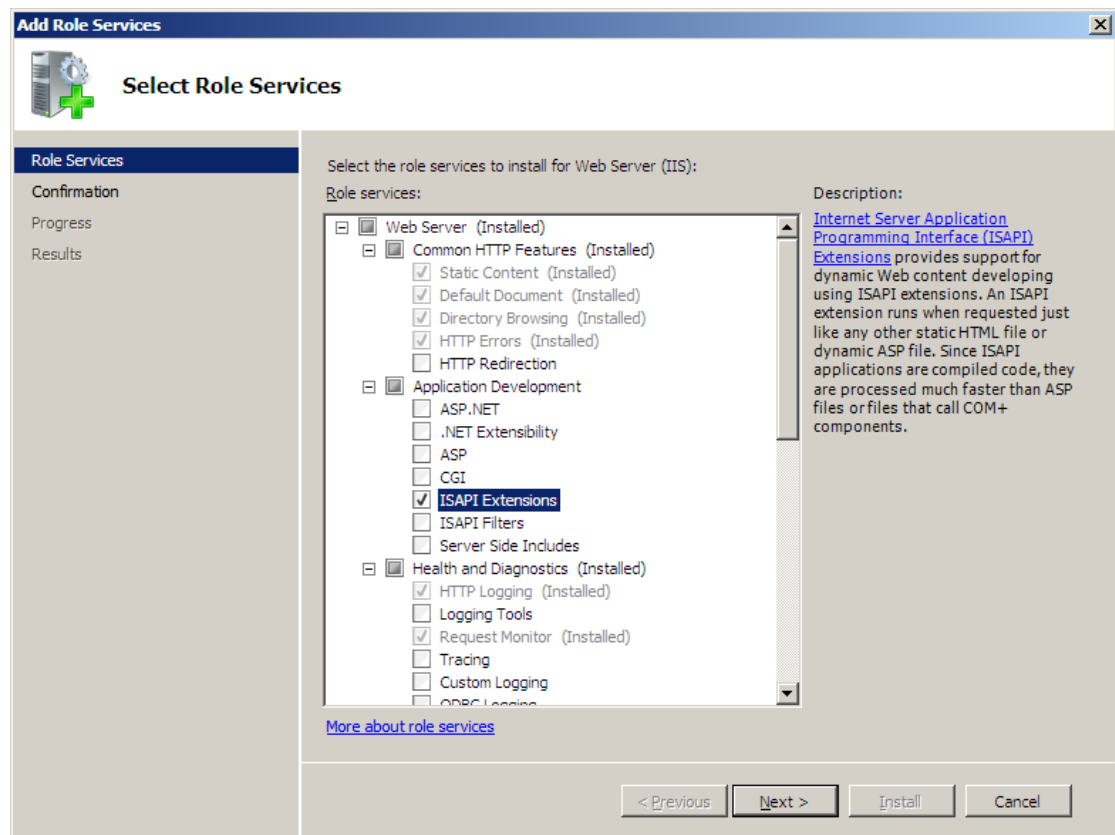 Add Role Services
Select Role Services
Role Services
Confirmation
Progress
Results
Select the role services to install for Web Server (IIS):
Role services:
Web Server (Installed)
Common HTTP Features (Installed)
Static Content (Installed)
Default Document (Installed)
Directory Browsing (Installed)
HTTP Errors (Installed)
HTTP Redirection
Application Development
ASP.NET
.NET Extensibility
ASP
CGI
ISAPI Extensions
ISAPI Filters
Server Side Includes
Health and Diagnostics (Installed)
HTTP Logging (Installed)
Logging Tools
Request Monitor (Installed)
Tracing
Custom Logging
ODBC Logging
More about role services
Description:
Internet Server Application
Programming Interface (ISAPI)
Extensions provides support for
dynamic Web content developing
using ISAPI extensions. An ISAPI
extension runs when requested just
like any other static HTML file or
dynamic ASP file. Since ISAPI
applications are compiled code, they
are processed much faster than ASP
files or files that call COM+
components.
< Previous
Next >
Install
Cancel